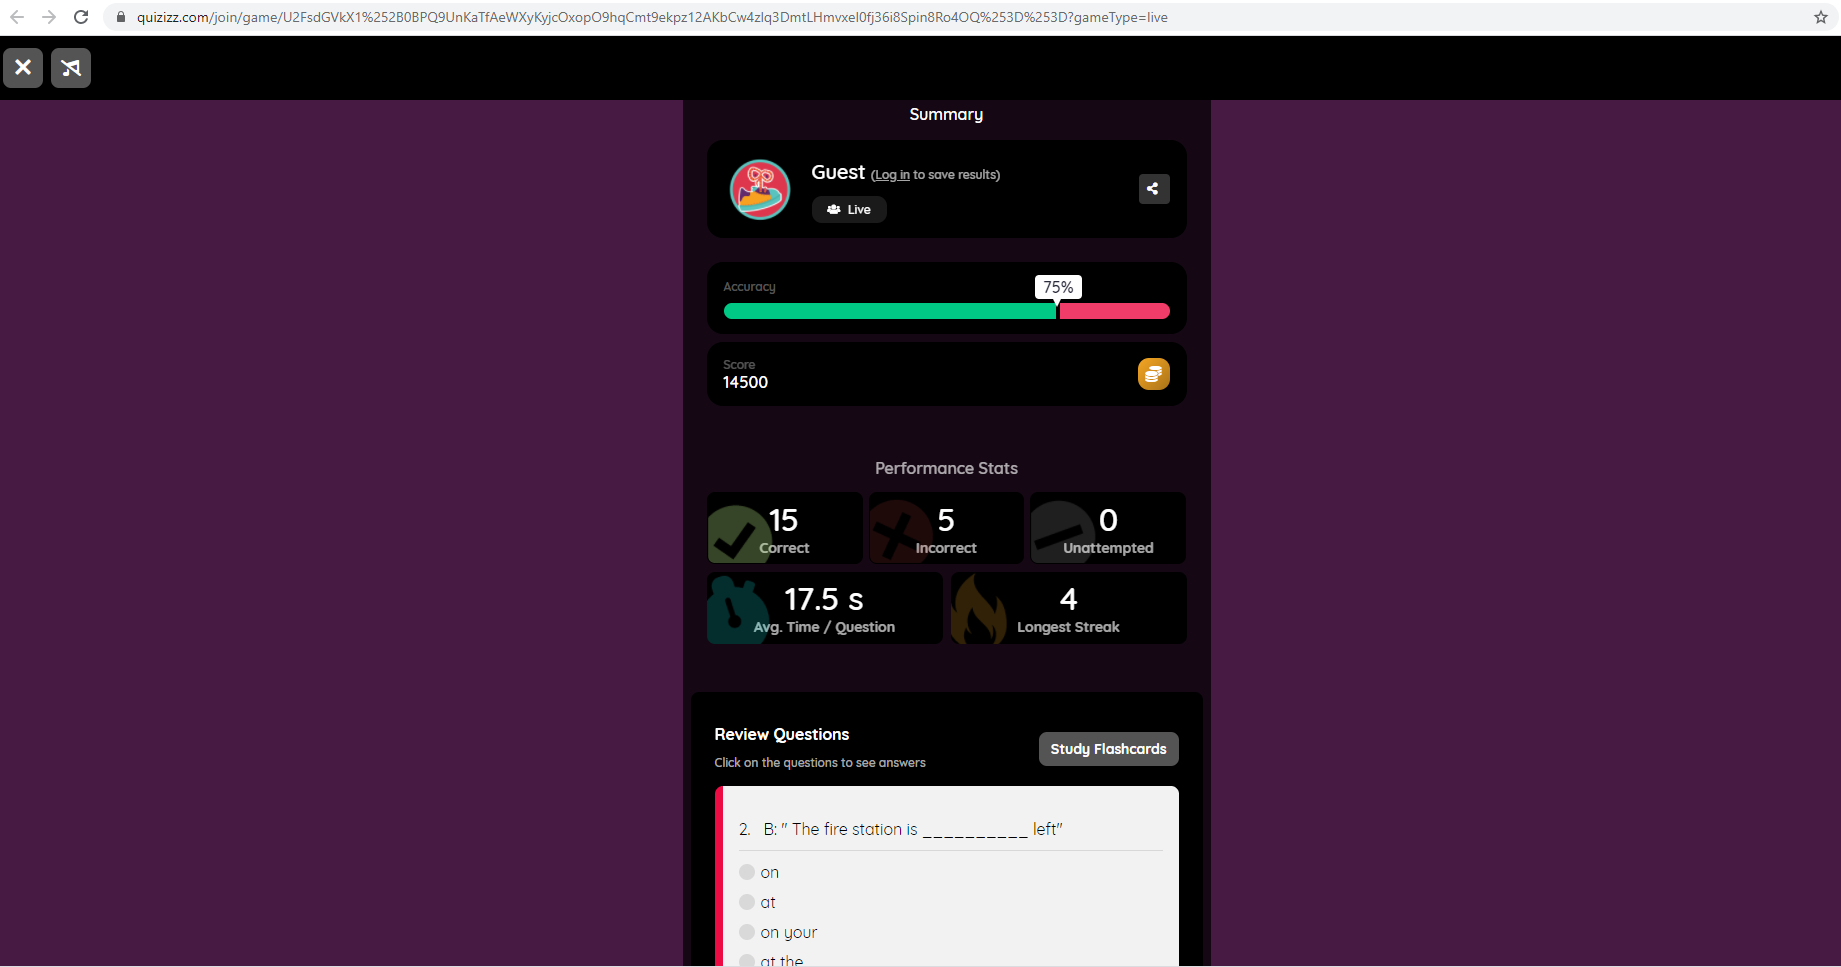 quizizz.com/join/game/U2FsdGVkX1%252B0BPQ9UnKaTfAeWXyKyjcOxopO9hqCmt9ekpz12AKbCw4zlq3DmtLHmvxel0fj36i8Spin8Ro4OQ%253D%253D?gameType=live
Summary
Guest (Log in to save results)
Live
Accuracy
75%
Score
14500
Performance Stats
15
Correct
5
Incorrect
0
Unattempted
17.5 s
Avg. Time / Question
4
Longest Streak
Review Questions
Study Flashcards
Click on the questions to see answers
2. B: " The fire station is __________ left"
on
at
on your
at the